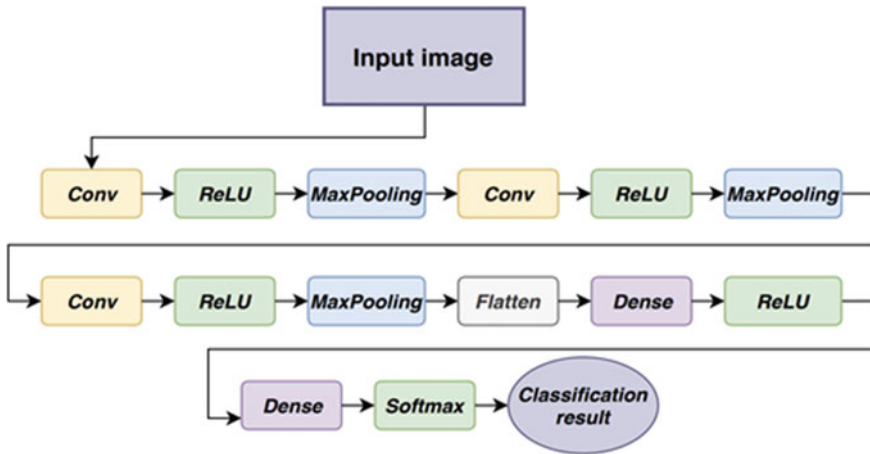 Input image
Conv ReLU MaxPooling Conv ReLU MaxPooling
Conv ReLU MaxPooling Flatten Dense ReLU
Dense Softmax Classification
result